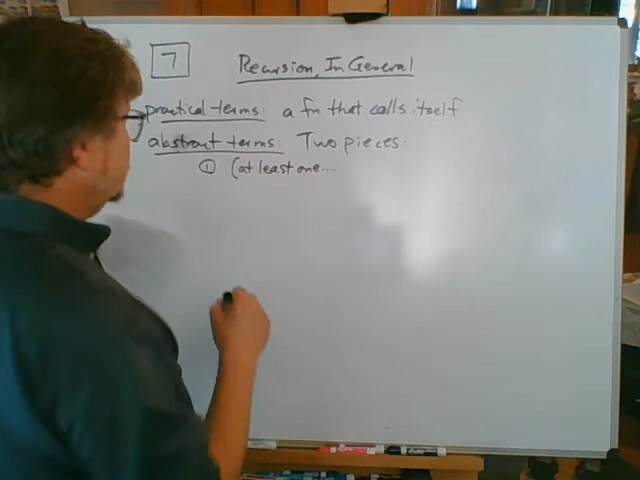 7
Recursion, In General
practical terms: a fn that calls itself
abstract terms: Two pieces:
① (at least one...